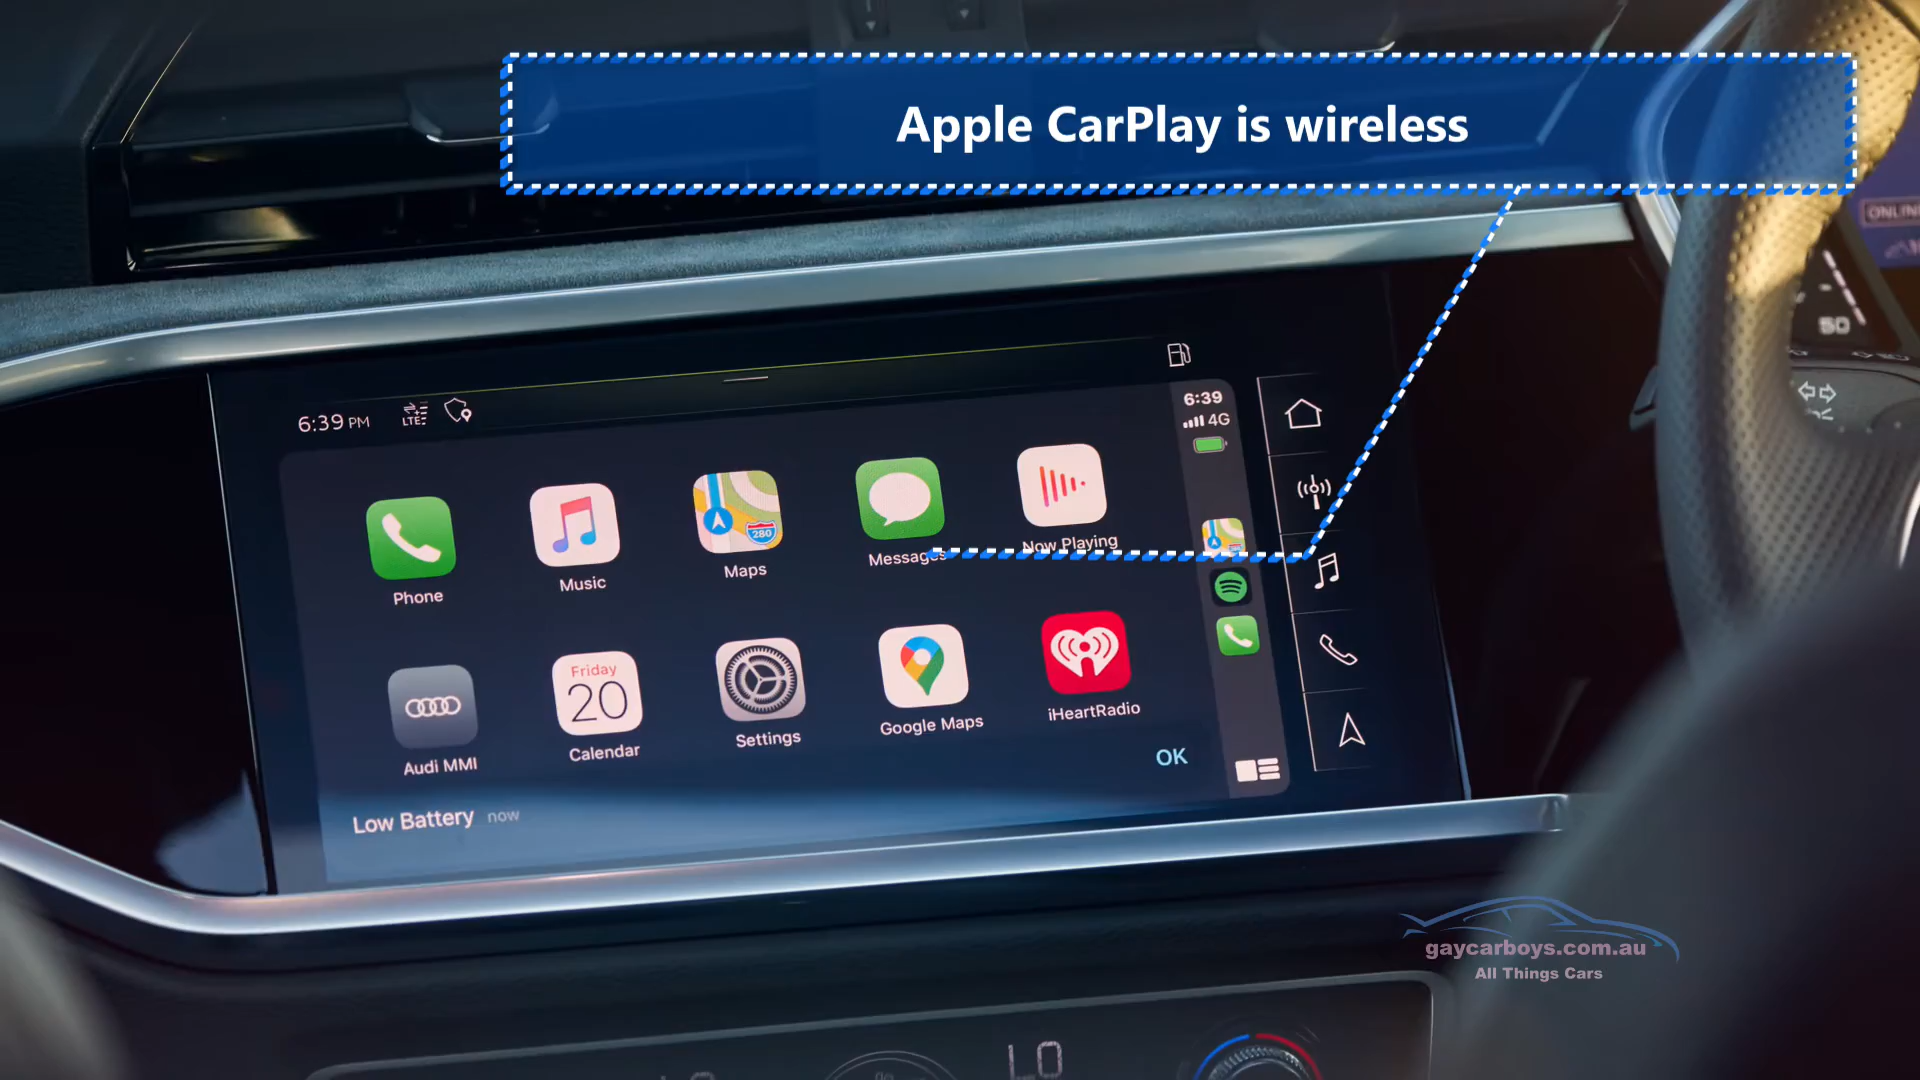 Apple CarPlay is wireless
ONLINE
50
6:39 PM
LTE
6:39
4G
Phone
Music
280
Maps
Messages
Now Playing
Audi MMI
Friday
20
Calendar
Settings
Google Maps
iHeartRadio
OK
Low Battery now
gaycarboys.com.au
All Things Cars
LO